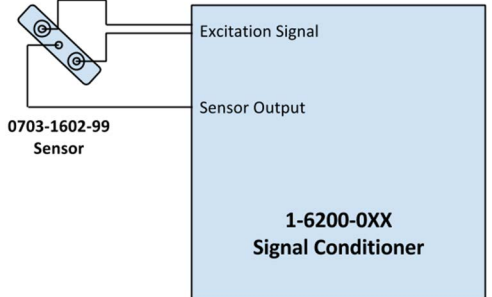 Excitation Signal
Sensor Output
0703-1602-99
Sensor
1-6200-0XX
Signal Conditioner